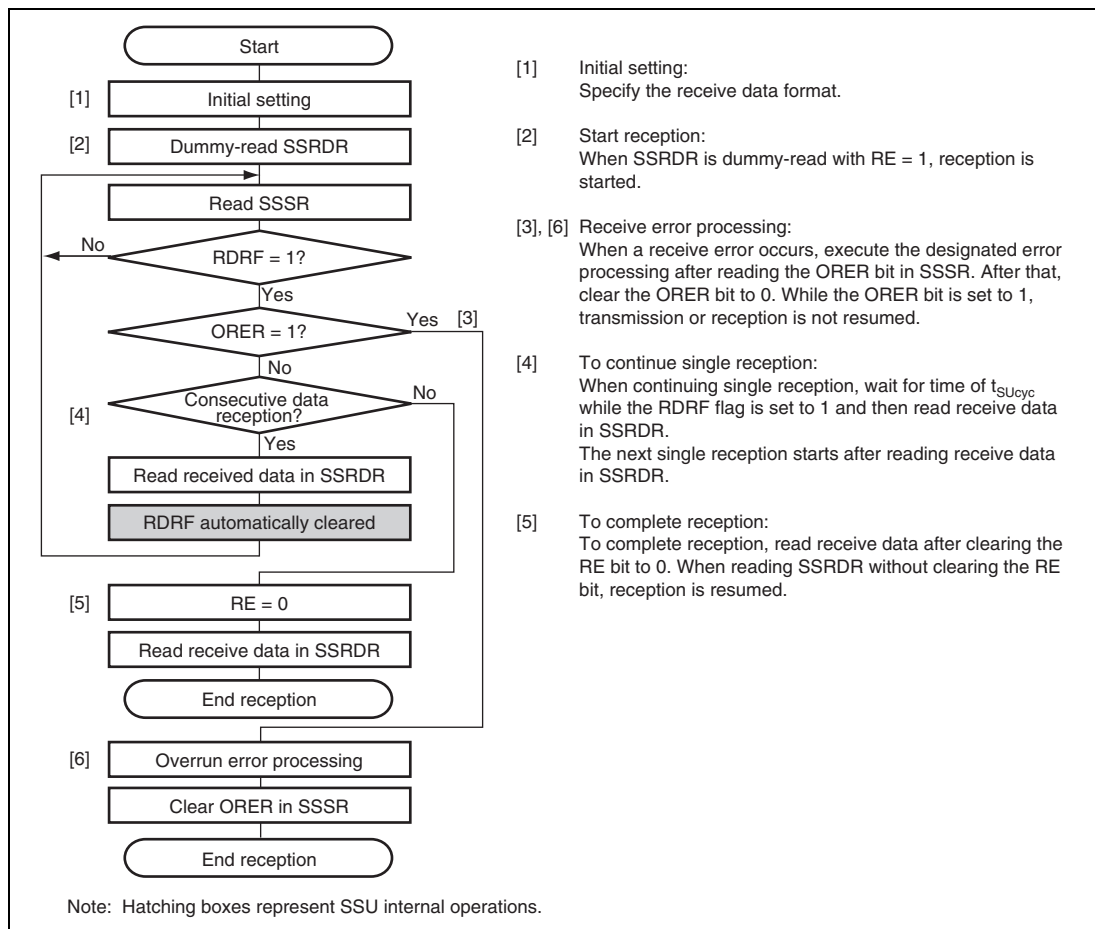 Start
[1] Initial setting
[2] Dummy-read SSRDR
Read SSSR
No
RDRF = 1?
Yes
ORER = 1?
Yes [3]
No
[4] Consecutive data
reception?
No
Yes
Read received data in SSRDR
RDRF automatically cleared
[5] RE = 0
Read receive data in SSRDR
End reception
[6] Overrun error processing
Clear ORER in SSSR
End reception
[1] Initial setting:
Specify the receive data format.
[2] Start reception:
When SSRDR is dummy-read with RE = 1, reception is
started.
[3], [6] Receive error processing:
When a receive error occurs, execute the designated error
processing after reading the ORER bit in SSSR. After that,
clear the ORER bit to 0. While the ORER bit is set to 1,
transmission or reception is not resumed.
[4] To continue single reception:
When continuing single reception, wait for time of tSUcyc
while the RDRF flag is set to 1 and then read receive data
in SSRDR.
The next single reception starts after reading receive data
in SSRDR.
[5] To complete reception:
To complete reception, read receive data after clearing the
RE bit to 0. When reading SSRDR without clearing the RE
bit, reception is resumed.
Note: Hatching boxes represent SSU internal operations.